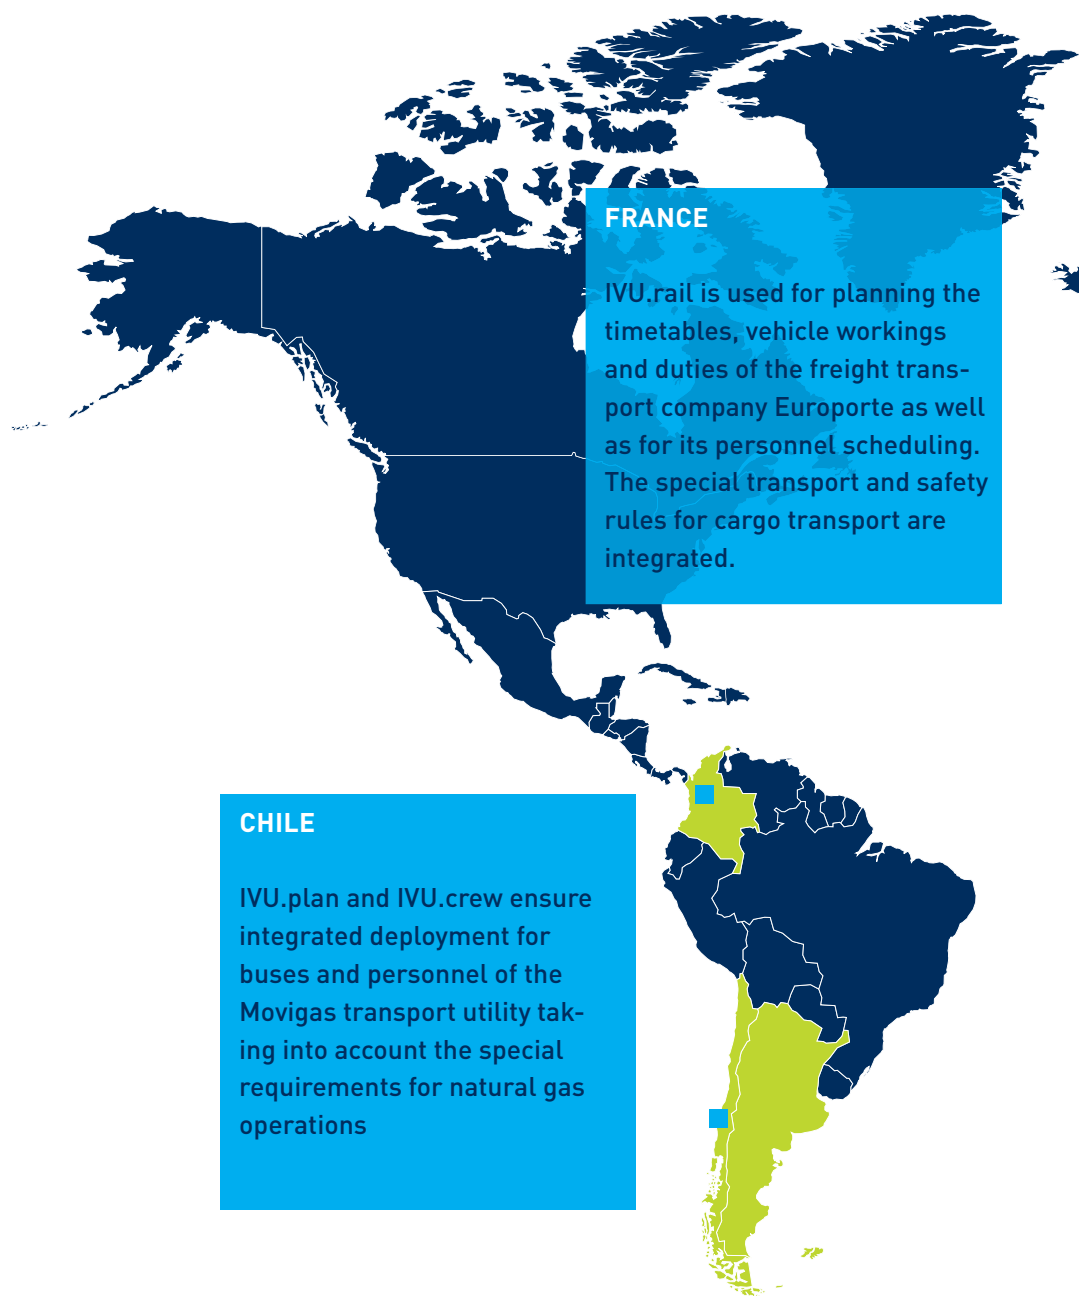 FRANCE
IVU.rail is used for planning the
timetables, vehicle workings
and duties of the freight trans-
port company Europorte as well
as for its personnel scheduling.
The special transport and safety
rules for cargo transport are
integrated.
CHILE
IVU.plan and IVU.crew ensure
integrated deployment for
buses and personnel of the
Movigas transport utility tak-
ing into account the special
requirements for natural gas
operations